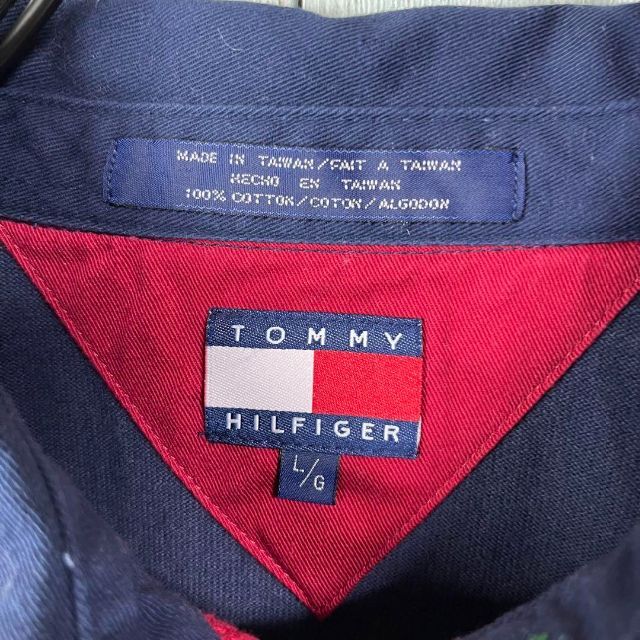 MADE IN TAIWAN/FAIT A TAIWAN
HECHO EN TAIWAN
100% COTTON/COTON/ALGODON
TOMMY
HILFIGER
L/G